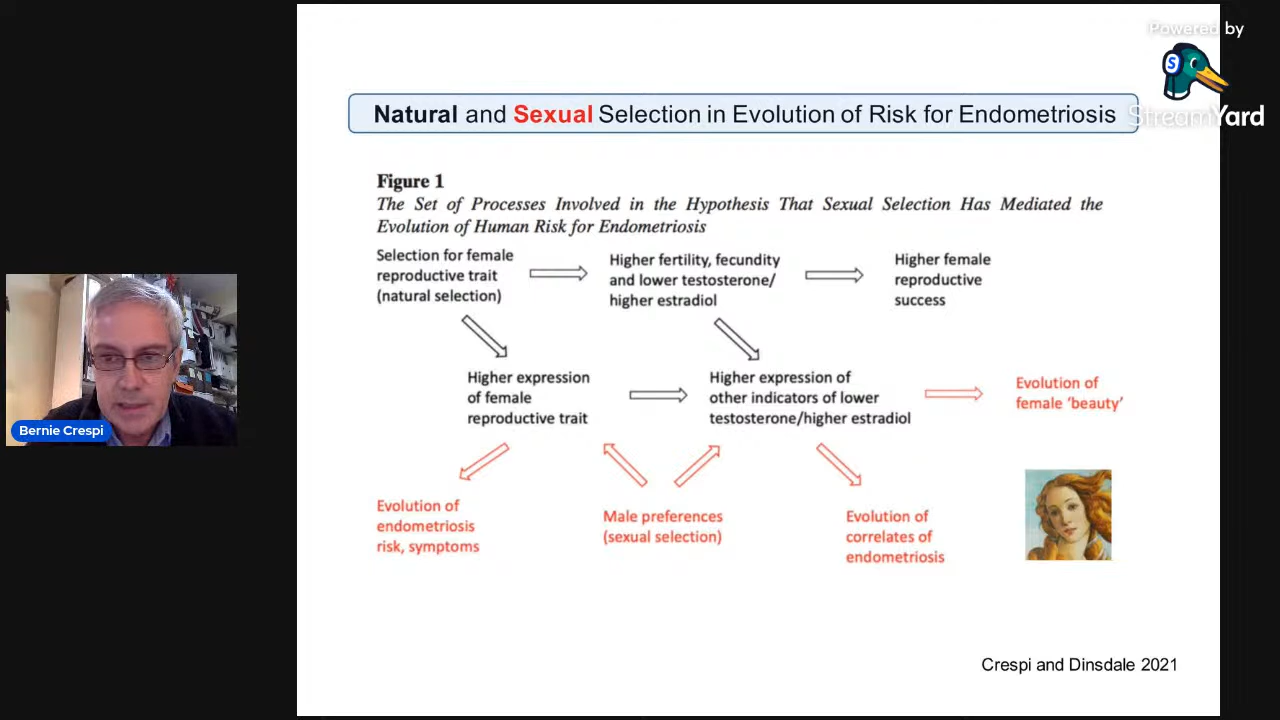 Powered by
StreamYard
Natural and Sexual Selection in Evolution of Risk for Endometriosis
Figure 1
The Set of Processes Involved in the Hypothesis That Sexual Selection Has Mediated the
Evolution of Human Risk for Endometriosis
Selection for female
reproductive trait
(natural selection)
Higher fertility, fecundity
and lower testosterone/
higher estradiol
Higher female
reproductive
success
Higher expression
of female
reproductive trait
Higher expression of
other indicators of lower
testosterone/higher estradiol
Evolution of
female ‘beauty’
Evolution of
endometriosis
risk, symptoms
Male preferences
(sexual selection)
Evolution of
correlates of
endometriosis
Bernie Crespi
Crespi and Dinsdale 2021